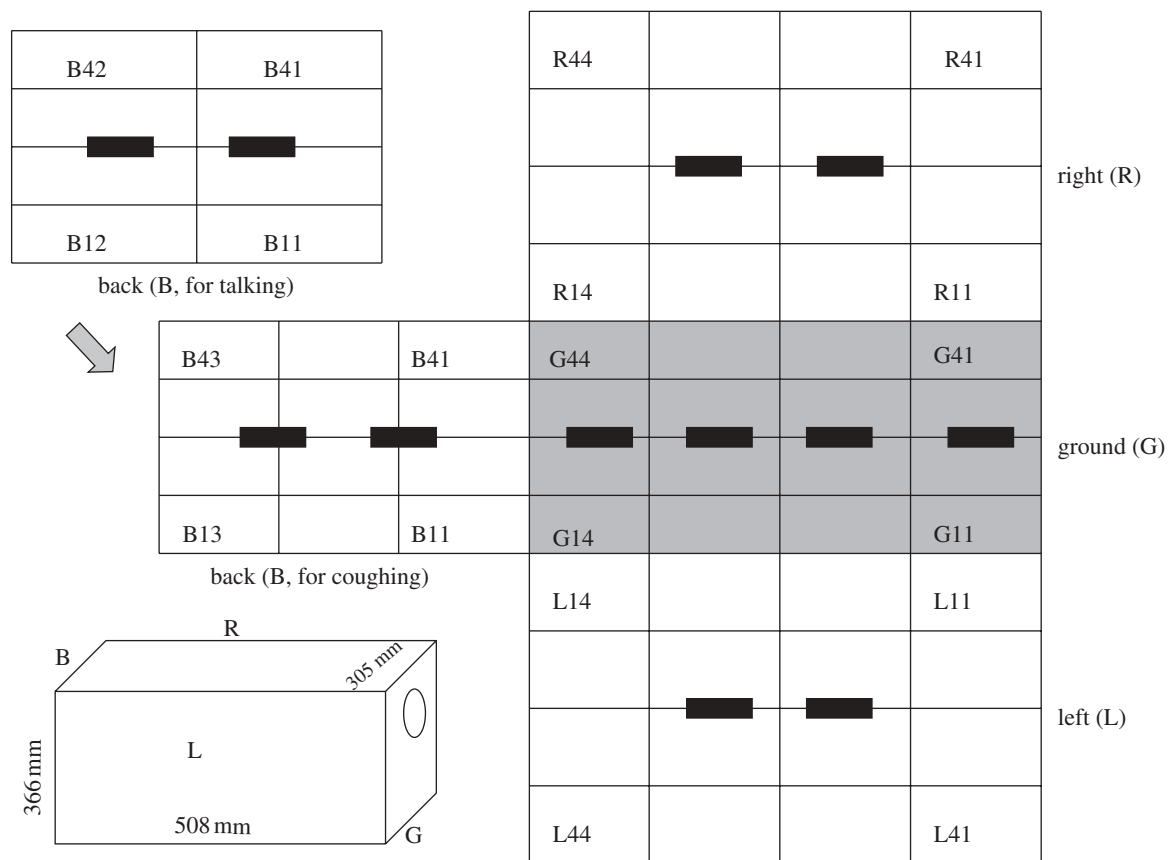 R44 R41
B42 B41
right (R)
B12 B11
back (B, for talking)
R14 R11
B43 B41 G44 G41
ground (G)
B13 B11 G14 G11
back (B, for coughing)
L14 L11
R
B
305 mm
L
left (L)
366 mm
508 mm
G
L44 L41